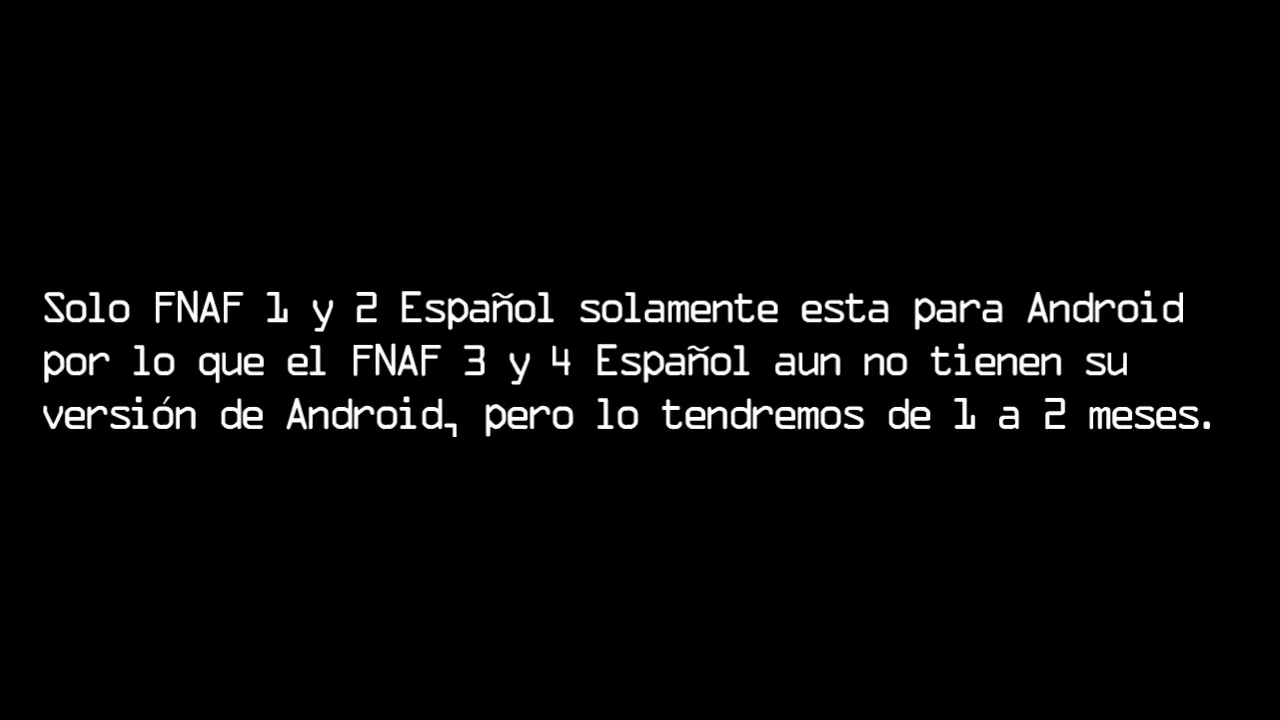 Solo FNAF 1 y 2 Español solamente esta para Android
por lo que el FNAF 3 y 4 Español aun no tienen su
versión de Android, pero lo tendremos de 1 a 2 meses.